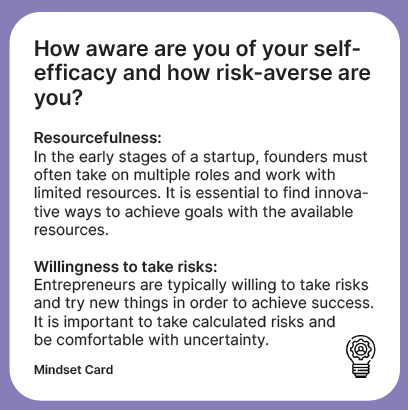 How aware are you of your self-
efficacy and how risk-averse are
you?
Resourcefulness:
In the early stages of a startup, founders must
often take on multiple roles and work with
limited resources. It is essential to find innova-
tive ways to achieve goals with the available
resources.
Willingness to take risks:
Entrepreneurs are typically willing to take risks
and try new things in order to achieve success.
It is important to take calculated risks and
be comfortable with uncertainty.
Mindset Card